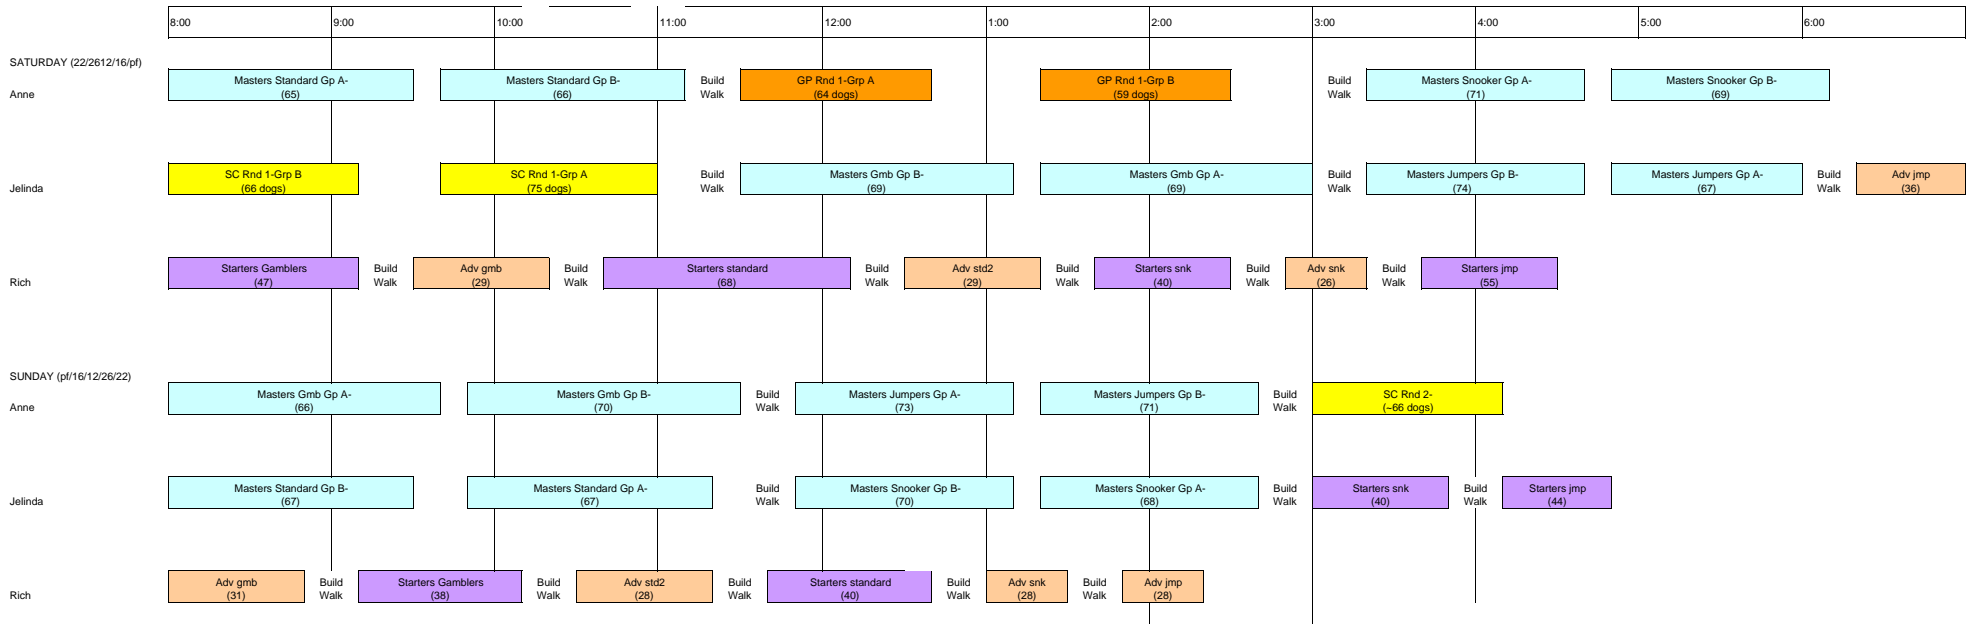 8:00 9:00 10:00 11:00 12:00 1:00 2:00 3:00 4:00 5:00 6:00
SATURDAY (22/2612/16/pf)
Masters Standard Gp A- Masters Standard Gp B- Build GP Rnd 1-Grp A GP Rnd 1-Grp B Build Masters Snooker Gp A- Masters Snooker Gp B-
Anne (65) (66) Walk (64 dogs) (59 dogs) Walk (71) (69)
SC Rnd 1-Grp B SC Rnd 1-Grp A Build Masters Gmb Gp B- Masters Gmb Gp A- Build Masters Jumpers Gp B- Masters Jumpers Gp A- Build Adv jmp
Jelinda (66 dogs) (75 dogs) Walk (69) (69) Walk (74) (67) Walk (36)
Starters Gamblers Build Adv gmb Build Starters standard Build Adv std2 Build Starters snk Build Adv snk Build Starters jmp
Rich (47) Walk (29) Walk (68) Walk (29) Walk (40) Walk (26) Walk (55)
SUNDAY (pf/16/12/26/22)
Masters Gmb Gp A- Masters Gmb Gp B- Build Masters Jumpers Gp A- Masters Jumpers Gp B- Build SC Rnd 2-
Anne (66) (70) Walk (73) (71) Walk (~66 dogs)
Masters Standard Gp B- Masters Standard Gp A- Build Masters Snooker Gp B- Masters Snooker Gp A- Build Starters snk Build Starters jmp
Jelinda (67) (67) Walk (70) (68) Walk (40) Walk (44)
Adv gmb Build Starters Gamblers Build Adv std2 Build Starters standard Build Adv snk Build Adv jmp
Rich (31) Walk (38) Walk (28) Walk (40) Walk (28) Walk (28)